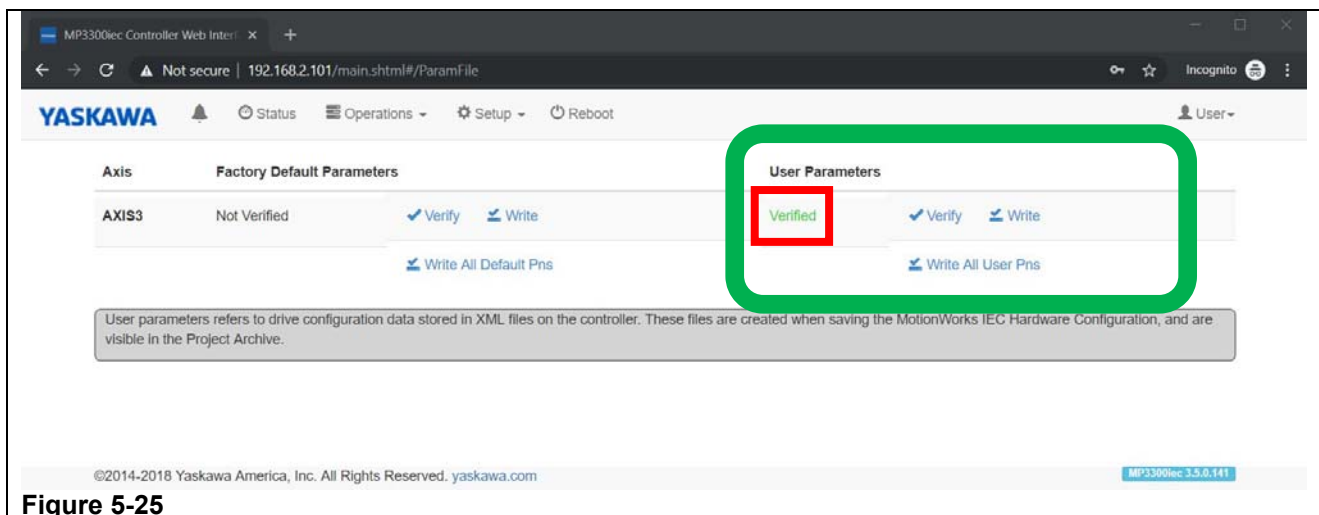 MP3300iec Controller Web Interf
Not secure | 192.168.2.101/main.shtml#/ParamFile Incognito
YASKAWA Status Operations Setup Reboot User
Axis Factory Default Parameters User Parameters
AXIS3 Not Verified Verify Write Verified Verify Write
Write All Default Pns Write All User Pns
User parameters refers to drive configuration data stored in XML files on the controller. These files are created when saving the MotionWorks IEC Hardware Configuration, and are
visible in the Project Archive.
©2014-2018 Yaskawa America, Inc. All Rights Reserved. yaskawa.com MP3300iec 3.5.0.141
Figure 5-25